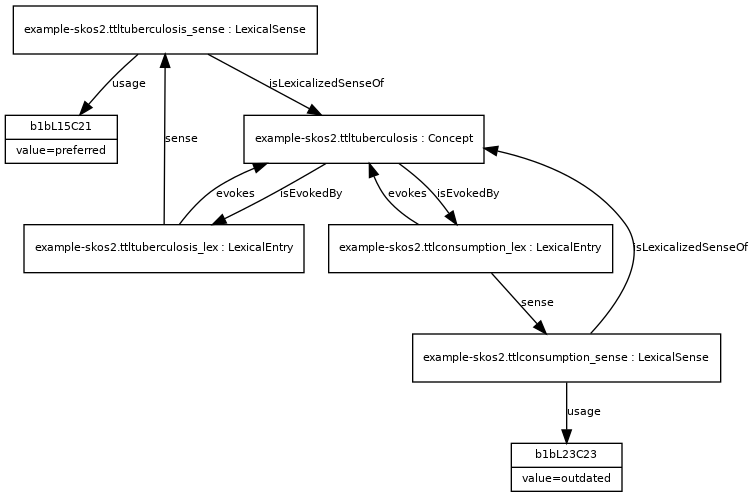 example-skos2.ttltuberculosis_sense : LexicalSense
usage
isLexicalizedSenseOf
b1bL15C21
value=preferred
example-skos2.ttltuberculosis : Concept
sense
evokes
isEvokedBy
evokes
isEvokedBy
example-skos2.ttltuberculosis_lex : LexicalEntry
example-skos2.ttlconsumption_lex : LexicalEntry
isLexicalizedSenseOf
sense
example-skos2.ttlconsumption_sense : LexicalSense
usage
b1bL23C23
value=outdated